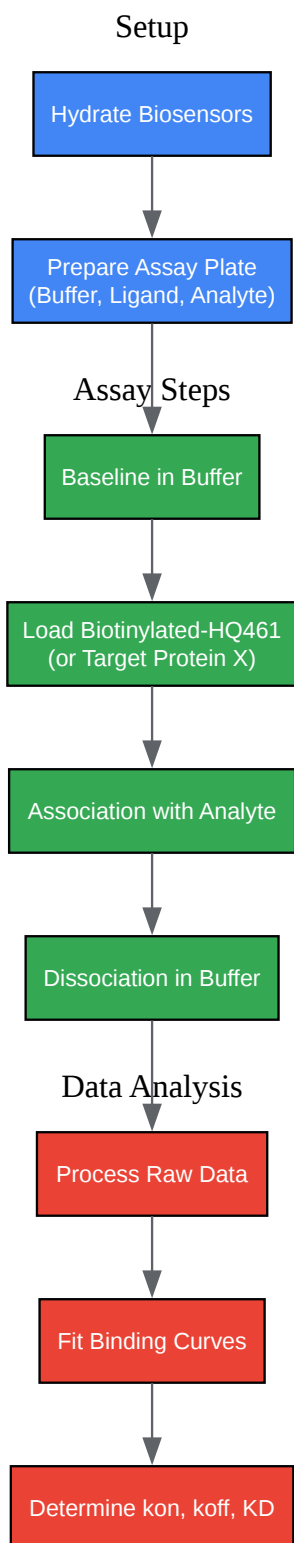 Setup
Hydrate Biosensors
Prepare Assay Plate
(Buffer, Ligand, Analyte)
Assay Steps
Baseline in Buffer
Load Biotinylated-HQ461
(or Target Protein X)
Association with Analyte
Dissociation in Buffer
Data Analysis
Process Raw Data
Fit Binding Curves
Determine kon, koff, KD